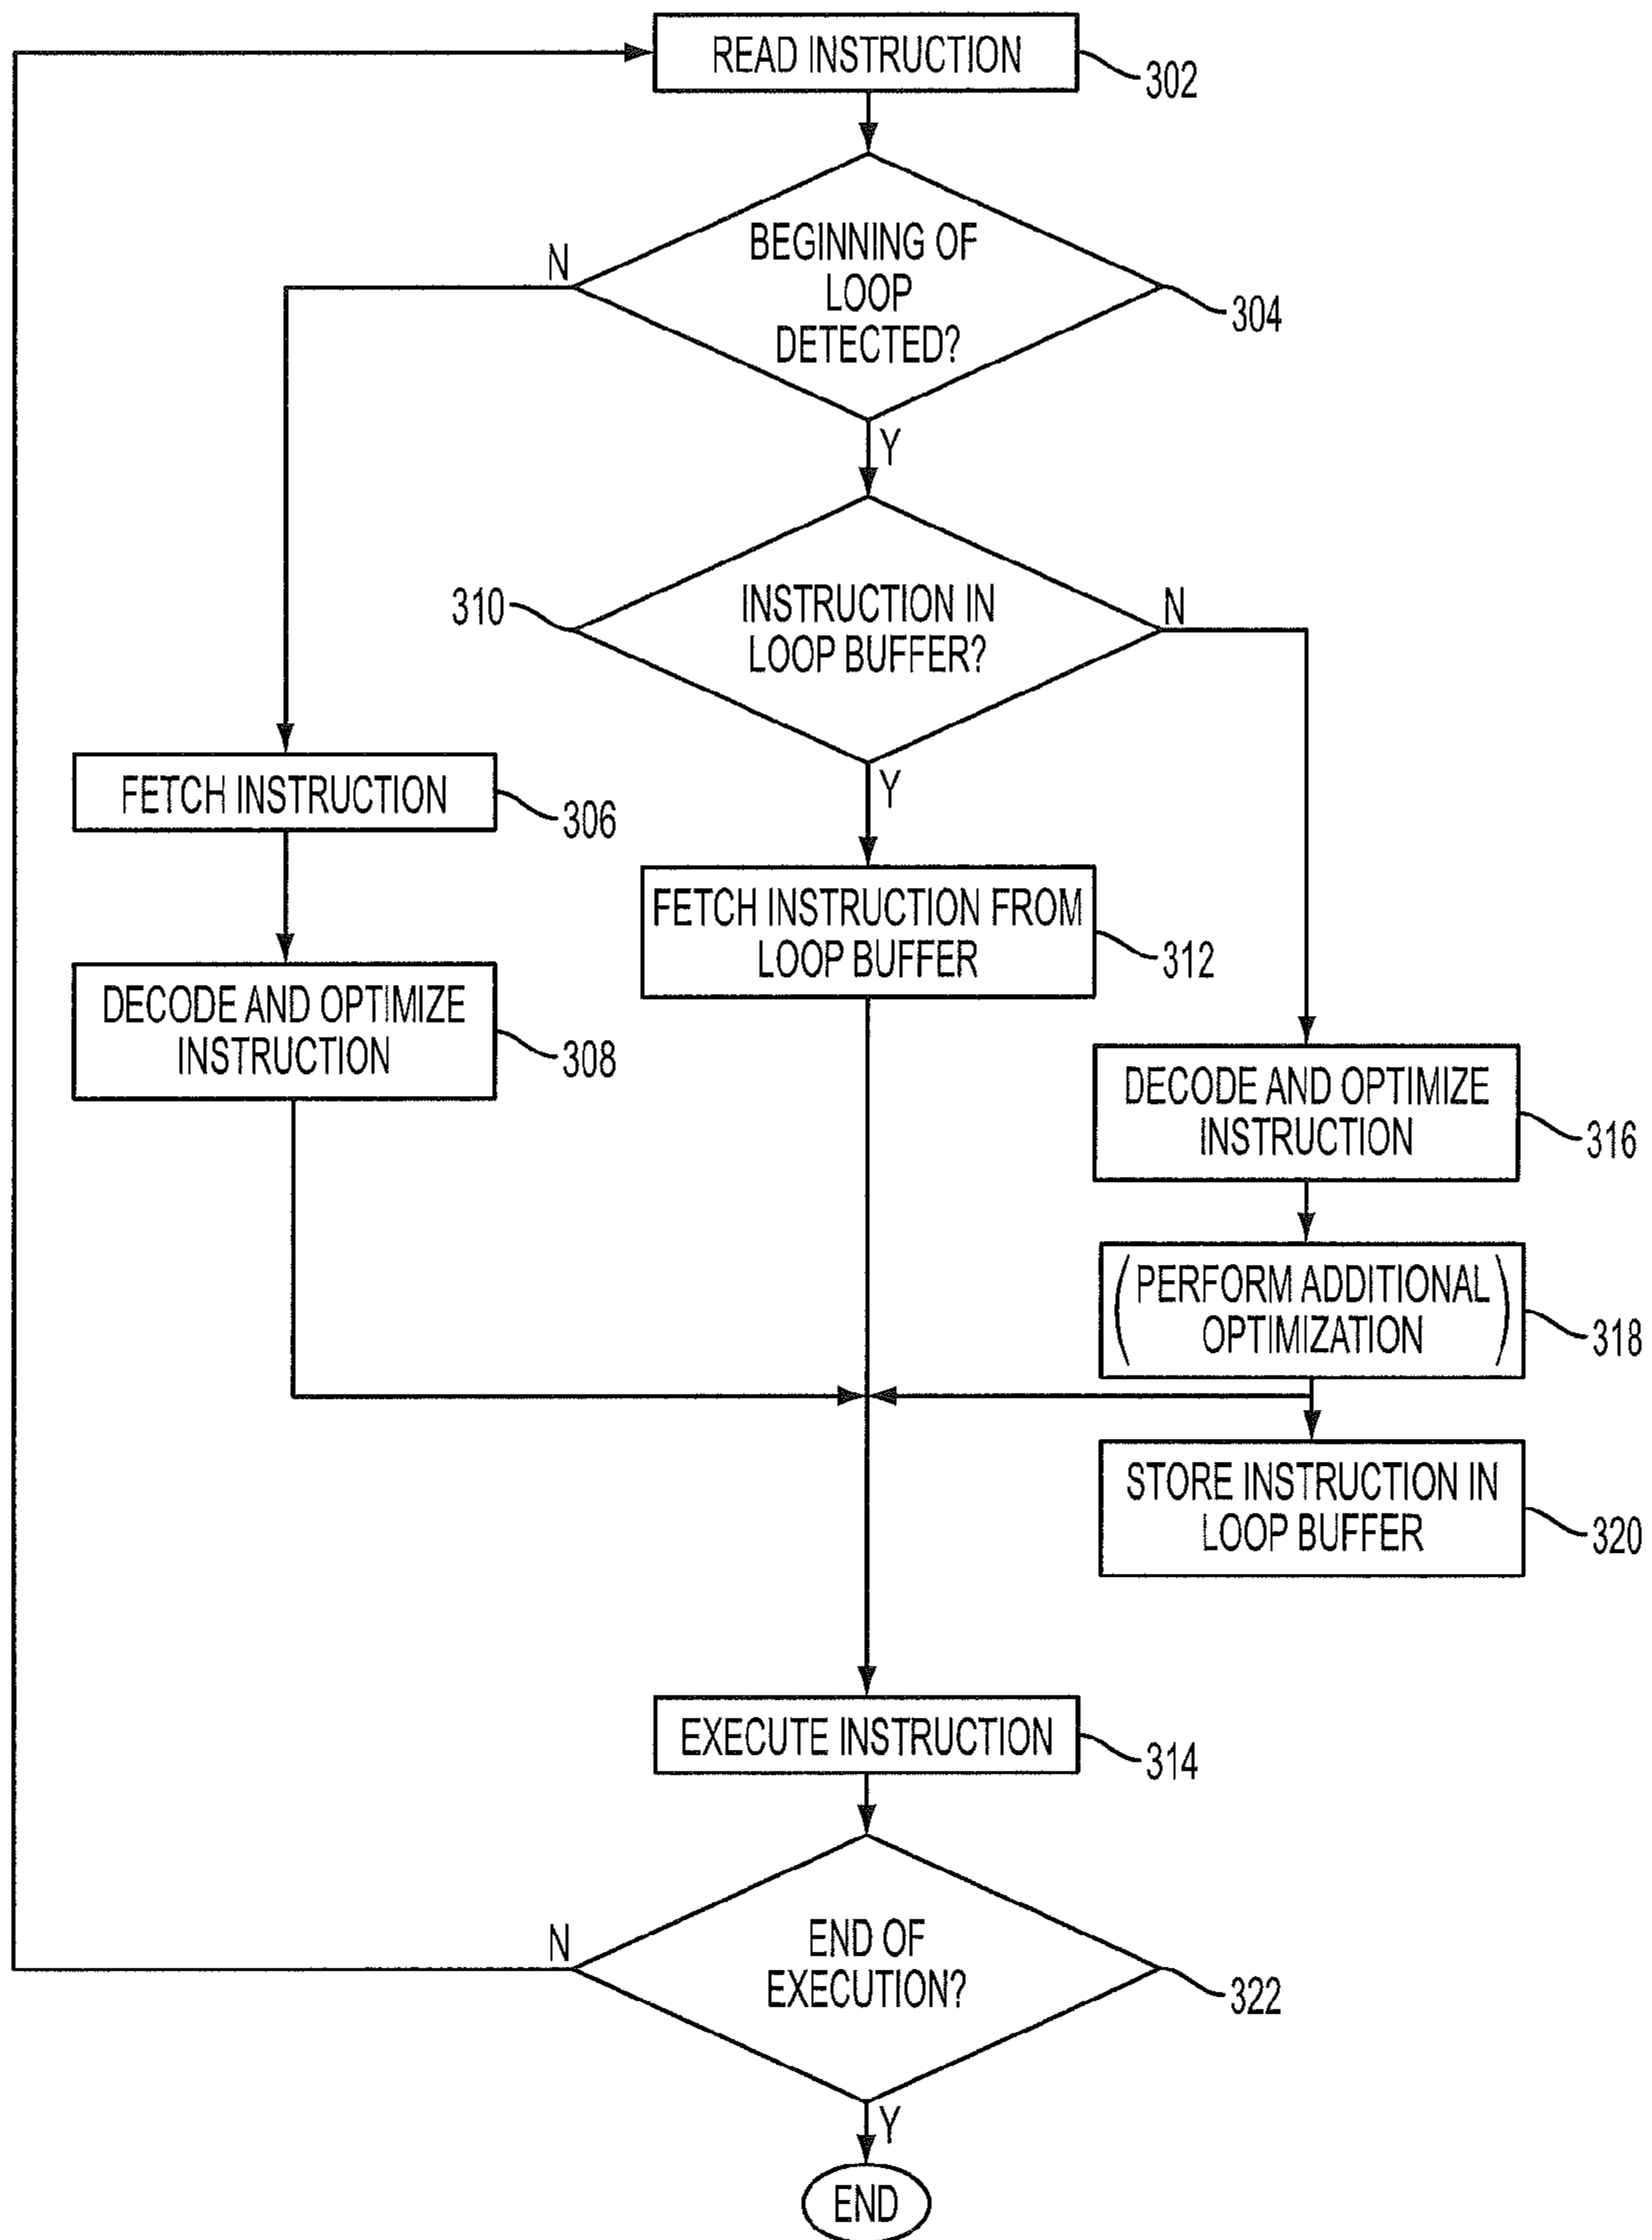 READ INSTRUCTION
302
BEGINNING OF
LOOP
DETECTED?
304
N
Y
310
INSTRUCTION IN
LOOP BUFFER?
N
Y
FETCH INSTRUCTION
306
FETCH INSTRUCTION FROM
LOOP BUFFER
312
DECODE AND OPTIMIZE
INSTRUCTION
308
DECODE AND OPTIMIZE
INSTRUCTION
316
(PERFORM ADDITIONAL
OPTIMIZATION)
318
STORE INSTRUCTION IN
LOOP BUFFER
320
EXECUTE INSTRUCTION
314
N
END OF
EXECUTION?
322
Y
END